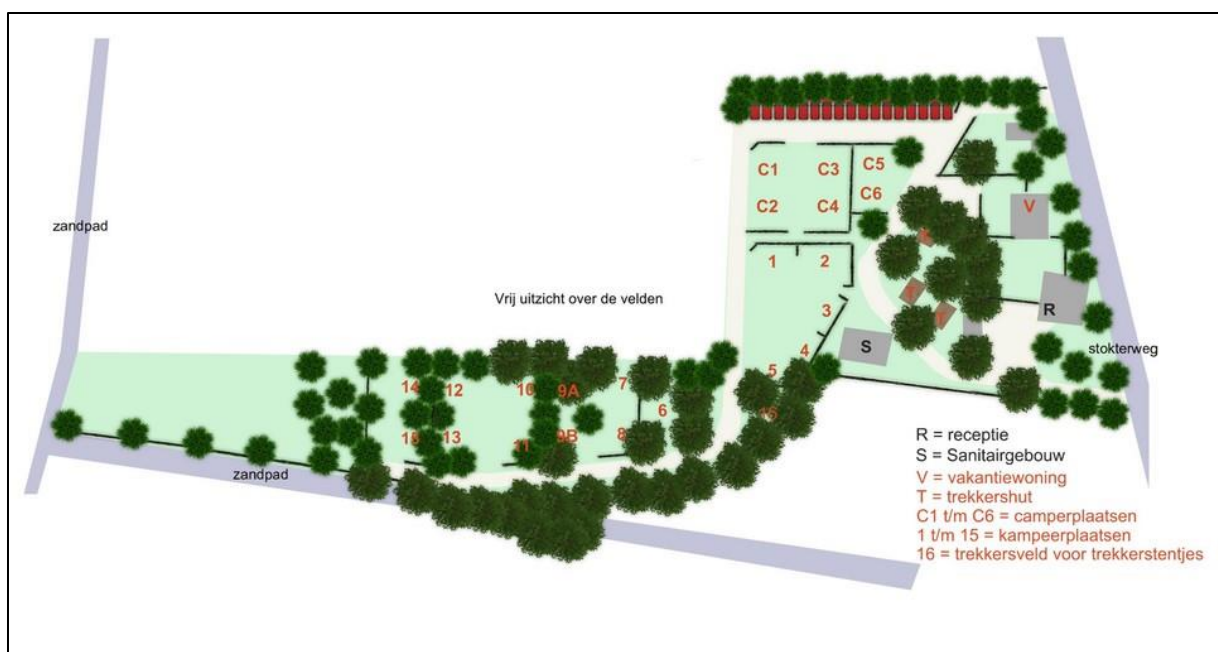 zandpad
C1
C3
C5
C2
C4
C6
V
1
2
Vrij uitzicht over de velden
T
T
R
3
S
4
stokterweg
5
14
12
10
9A
7
6
16
15
13
11
9B
8
zandpad
R = receptie
S = Sanitairgebouw
V = vakantiewoning
T = trekkershut
C1 t/m C6 = camperplaatsen
1 t/m 15 = kampeerplaatsen
16 = trekkersveld voor trekkerstentjes